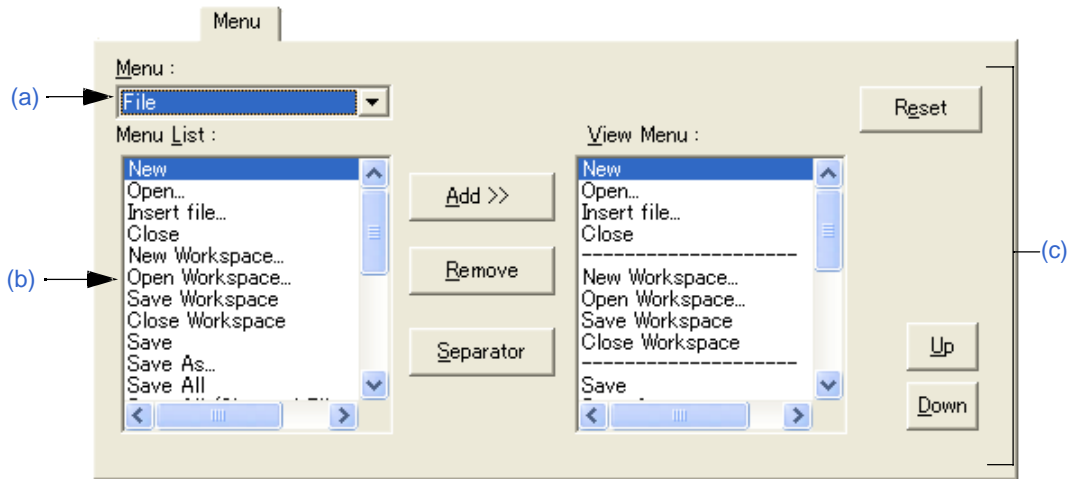 Menu
Menu :
(a)
File
Reset
Menu List :
View Menu :
New
Open...
Insert file...
Close
New Workspace...
(b)
Open Workspace...
Save Workspace
Close Workspace
Save
Save As...
Save All
Add >>
Remove
Separator
New
Open...
Insert file...
Close
--------------------
New Workspace...
Open Workspace...
Save Workspace
Close Workspace
--------------------
Save
(c)
Up
Down